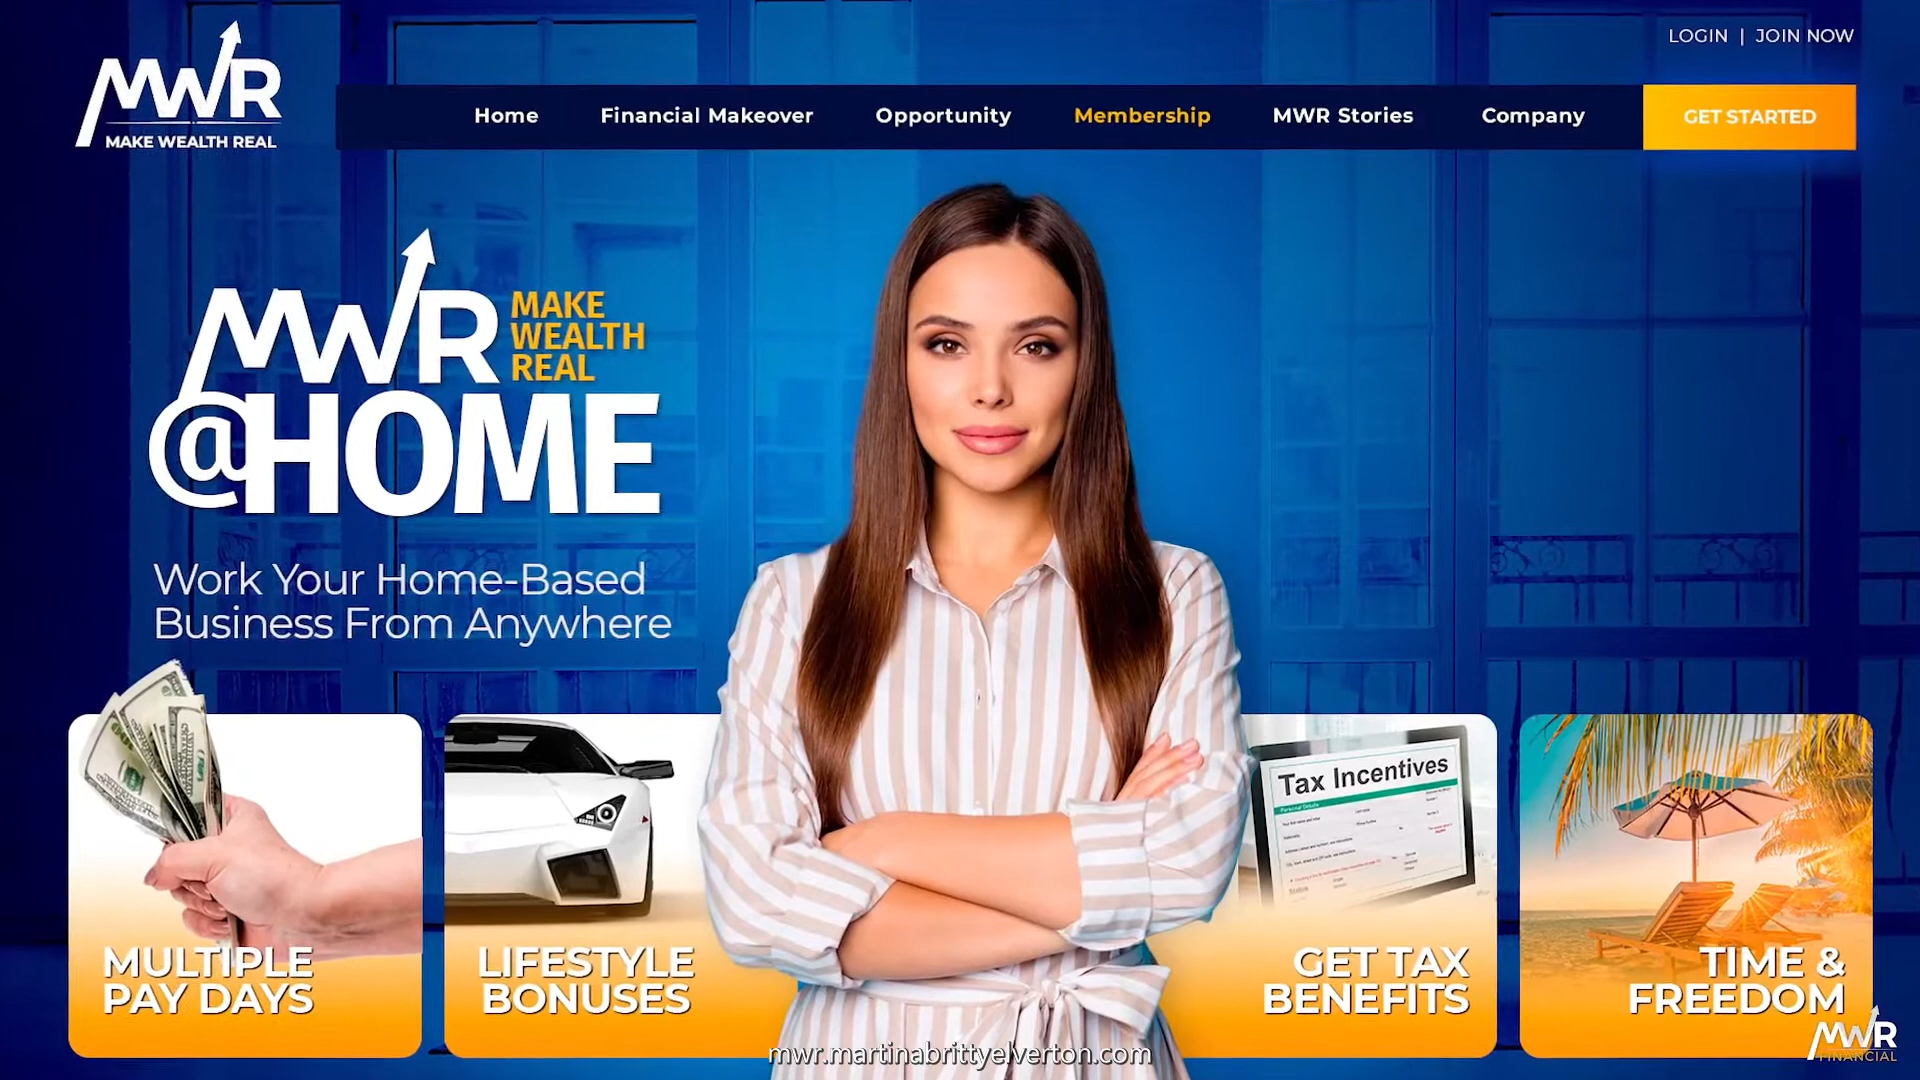 MWR
MAKE WEALTH REAL
LOGIN | JOIN NOW
Home Financial Makeover Opportunity Membership MWR Stories Company GET STARTED
MWR
MAKE
WEALTH
REAL
@HOME
Work Your Home-Based
Business From Anywhere
MULTIPLE
PAY DAYS
LIFESTYLE
BONUSES
Tax Incentives
Personal Details
GET TAX
BENEFITS
TIME &
FREEDOM
mwr.martinabrittyelverton.com
MWR
FINANCIAL